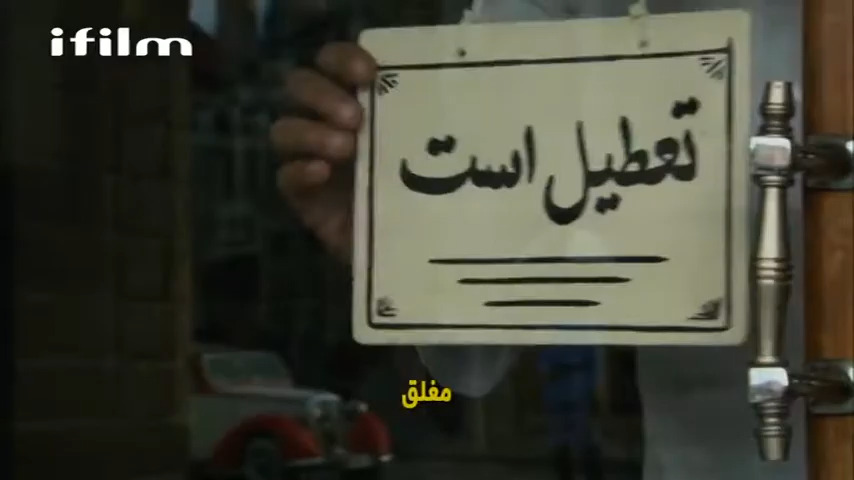 ifilm
تعطیل است
مغلق